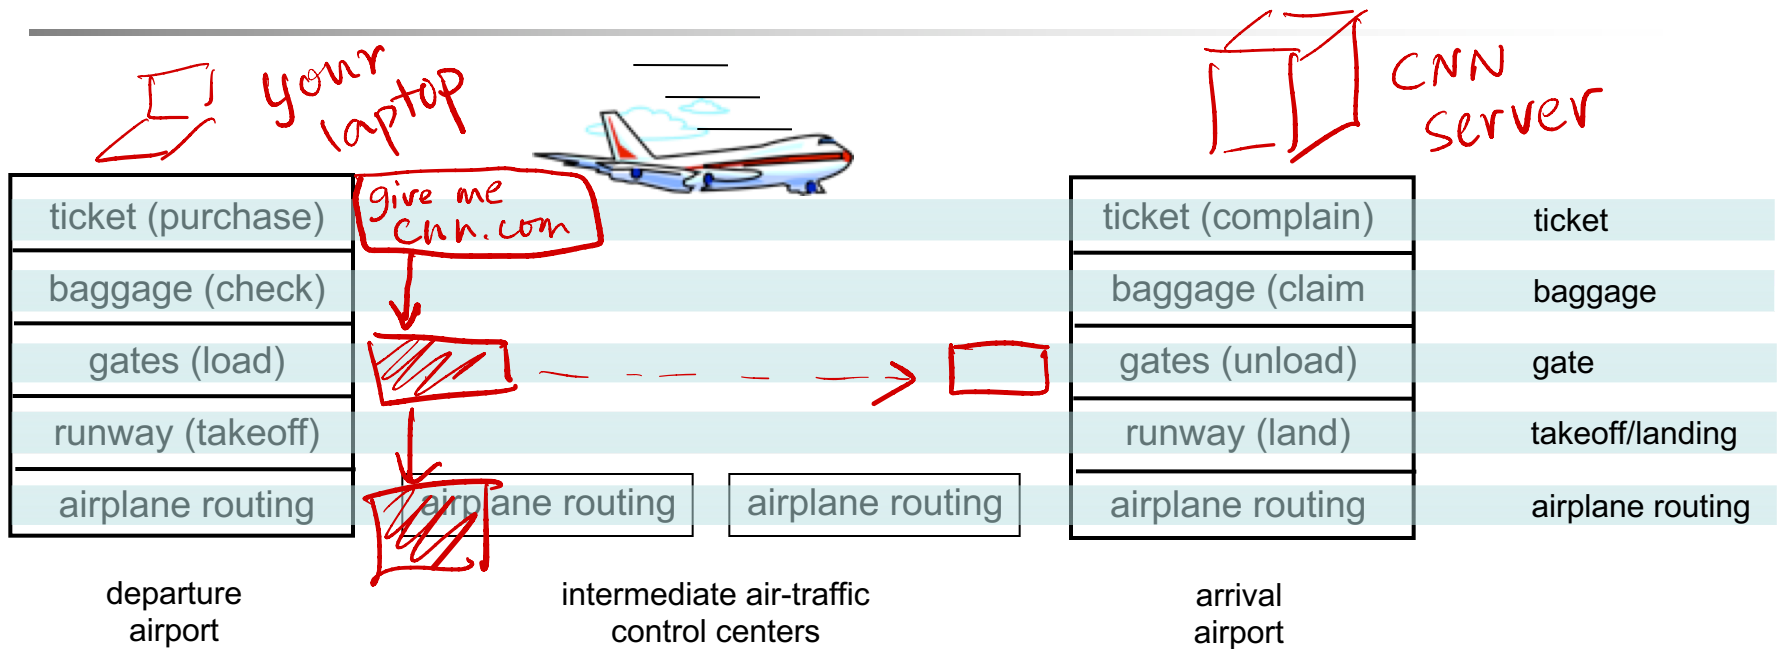 your
laptop
CNN
server
give me
cnn.com
ticket (purchase)
ticket (complain)
ticket
baggage (check)
baggage (claim
baggage
gates (load)
gates (unload)
gate
runway (takeoff)
runway (land)
takeoff/landing
airplane routing
airplane routing
airplane routing
airplane routing
airplane routing
departure
airport
intermediate air-traffic
control centers
arrival
airport